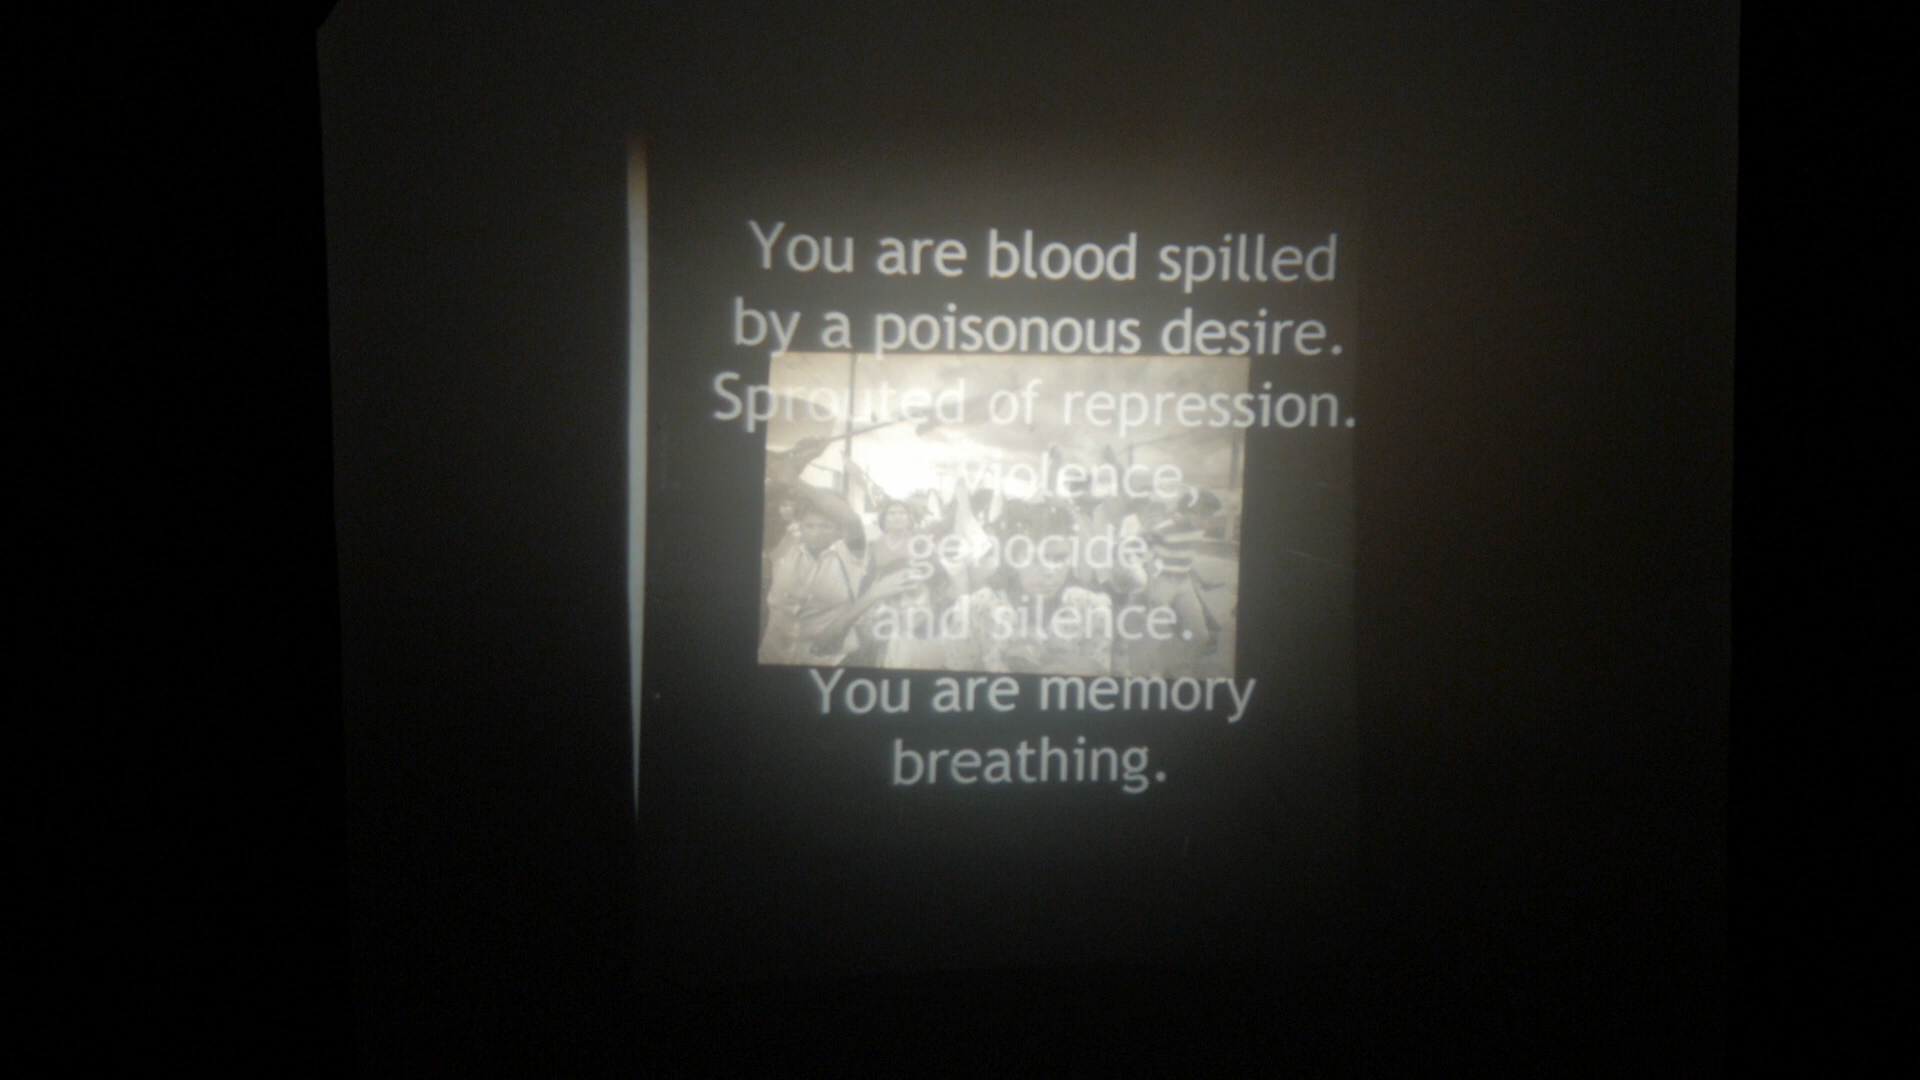 You are blood spilled
by a poisonous desire.
Sprouted of repression.
violence,
genocide,
and silence.
You are memory
breathing.